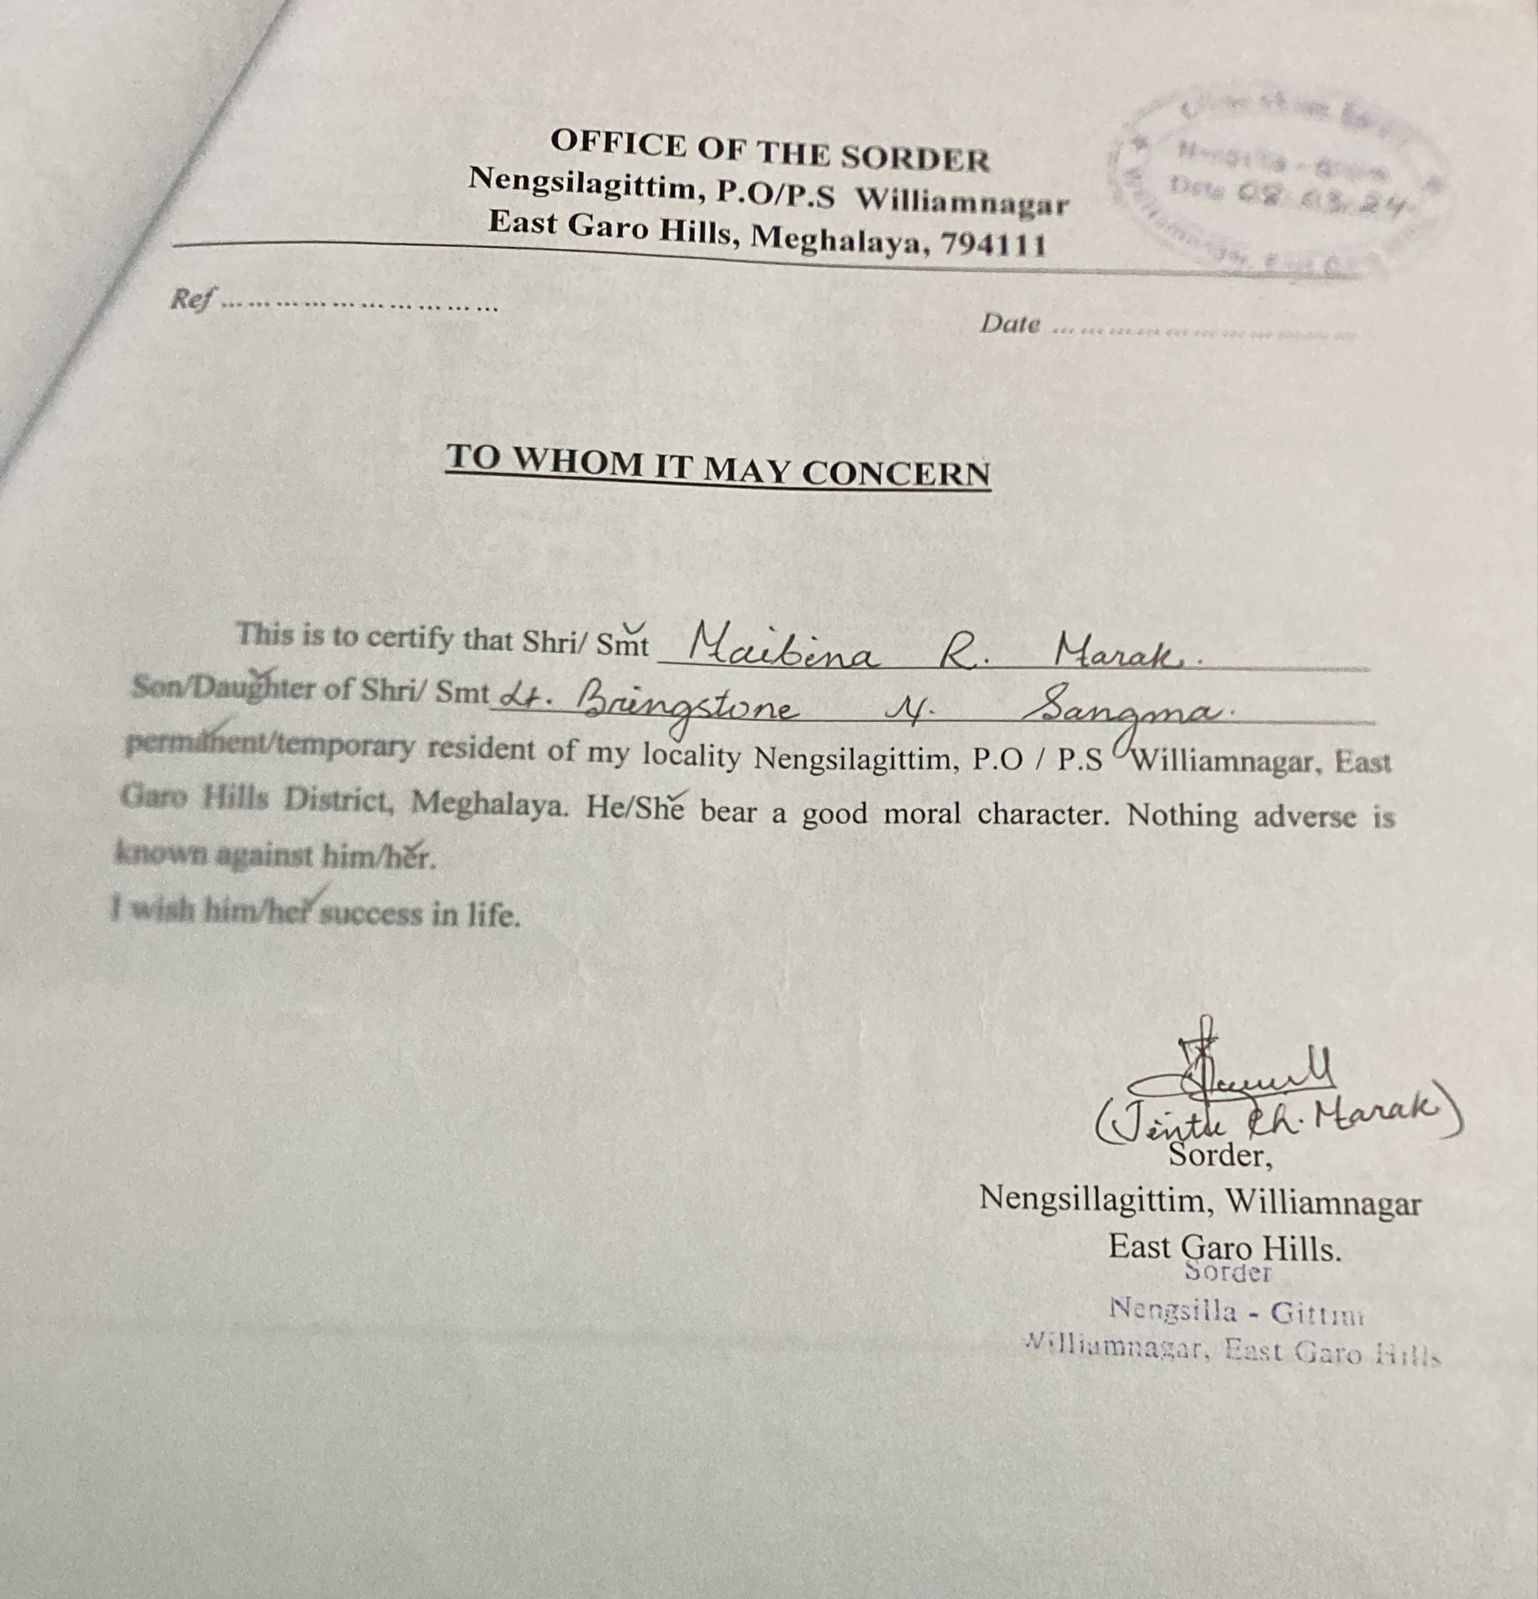 OFFICE OF THE SORDER
Nengsilagittim, P.O/P.S Williamnagar
East Garo Hills, Meghalaya, 794111
Date 08.03.24
Ref ..............................
Date ..............................
TO WHOM IT MAY CONCERN
This is to certify that Shri/ Smt Maibina R. Marak.
Son/Daughter of Shri/ Smt Lt. Bringstone N. Sangma.
permanent/temporary resident of my locality Nengsilagittim, P.O / P.S Williamnagar, East
Garo Hills District, Meghalaya. He/She bear a good moral character. Nothing adverse is
known against him/her.
I wish him/her success in life.
(Jentu Ch. Marak)
Sorder,
Nengsillagittim, Williamnagar
East Garo Hills.
Sorder
Nengsilla - Gittim
Williamnagar, East Garo Hills